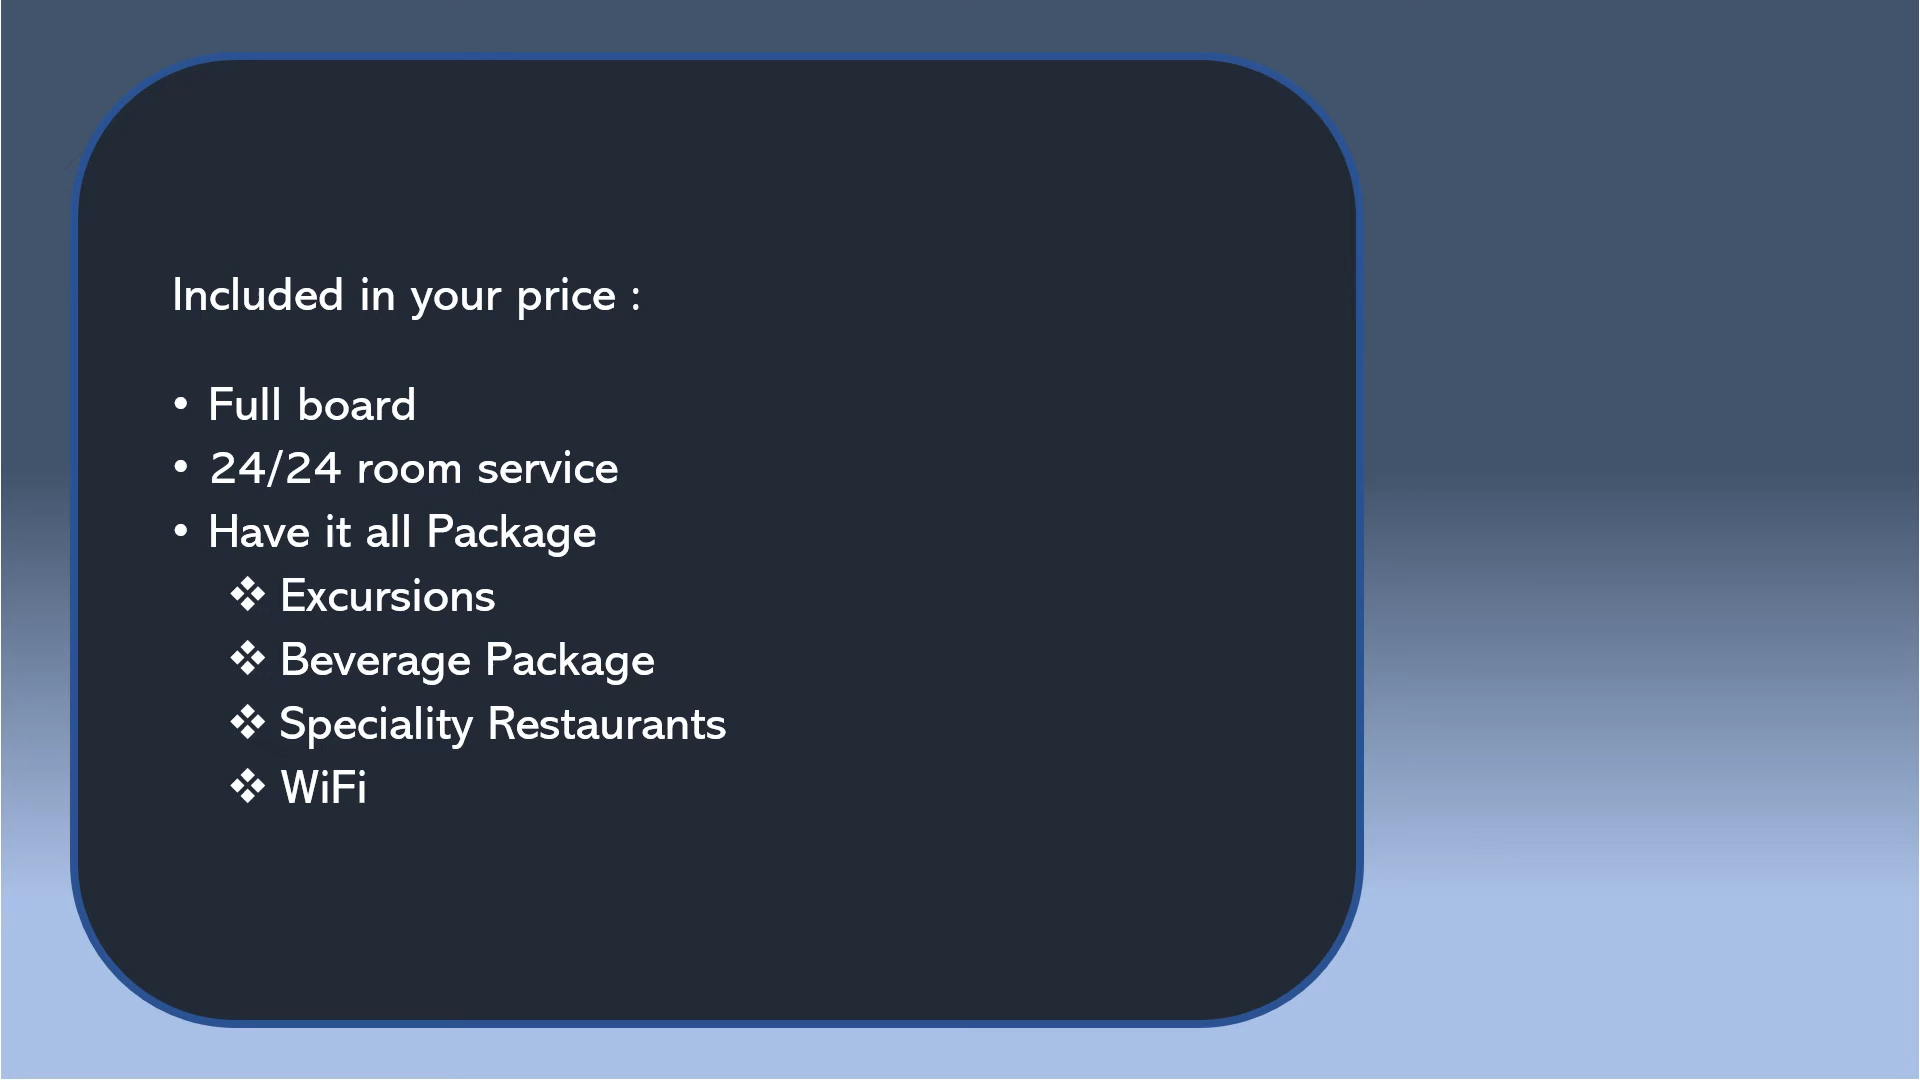 Included in your price :
• Full board
• 24/24 room service
• Have it all Package
❖ Excursions
❖ Beverage Package
❖ Speciality Restaurants
❖ WiFi